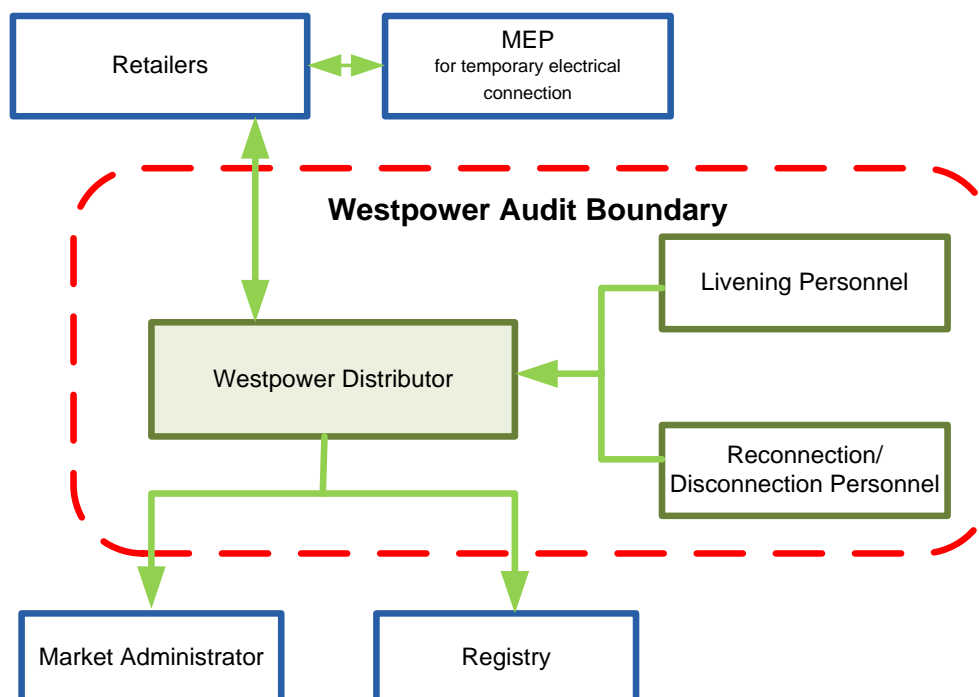 Retailers
MEP
for temporary electrical
connection
Westpower Audit Boundary
Livening Personnel
Westpower Distributor
Reconnection/
Disconnection Personnel
Market Administrator
Registry